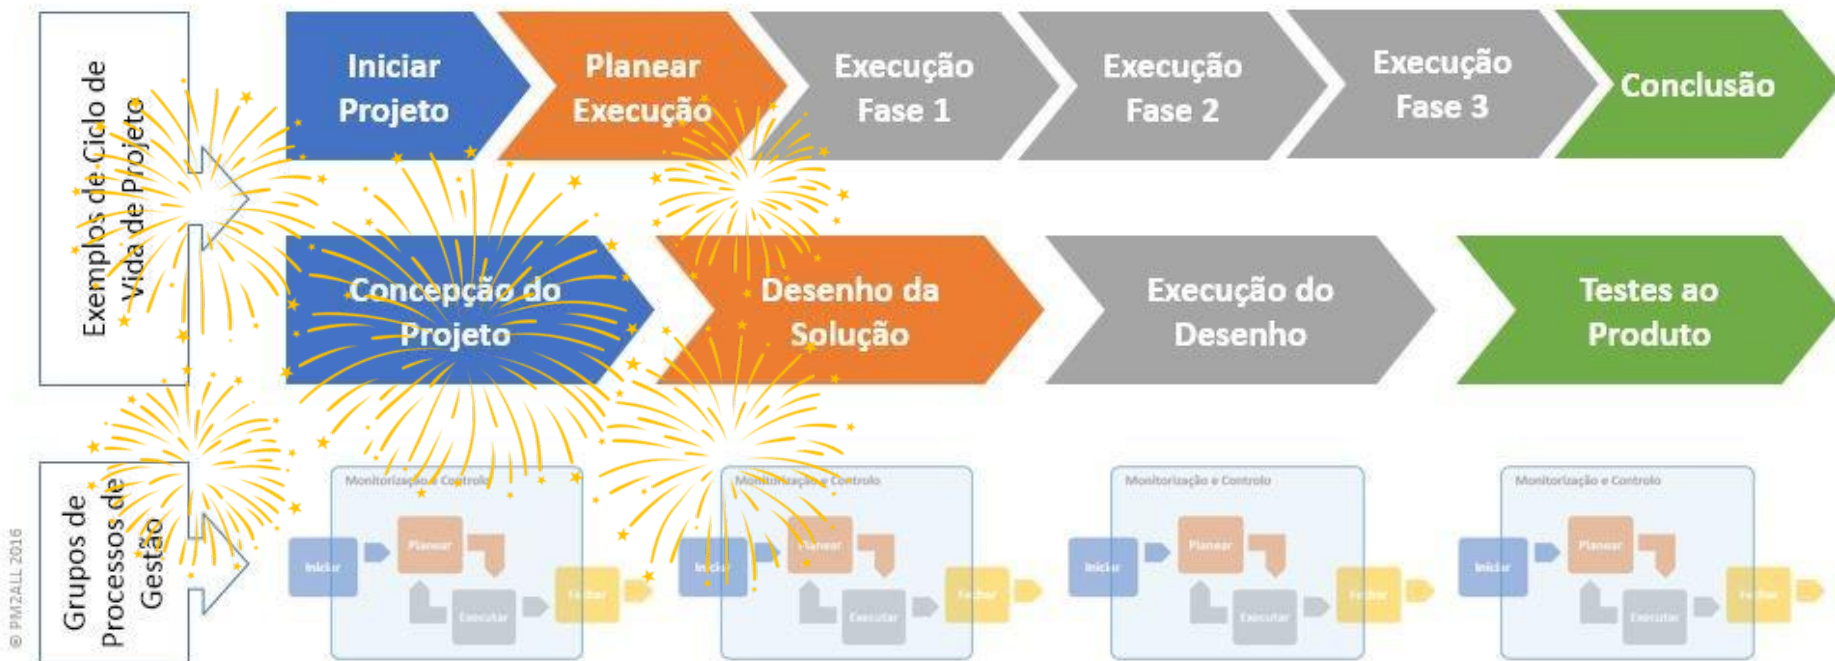 Exemplos de Ciclo de
Vida de Projeto
Iniciar
Projeto
Planear
Execução
Execução
Fase 1
Execução
Fase 2
Execução
Fase 3
Conclusão
Concepção do
Projeto
Desenho da
Solução
Execução do
Desenho
Testes ao
Produto
Grupos de
Processos de
Gestão
Monitorização e Controlo
Iniciar
Planear
Executar
Fechar
Monitorização e Controlo
Iniciar
Planear
Executar
Fechar
Monitorização e Controlo
Iniciar
Planear
Executar
Fechar
Monitorização e Controlo
Iniciar
Planear
Executar
Fechar
© PM2ALL 2016